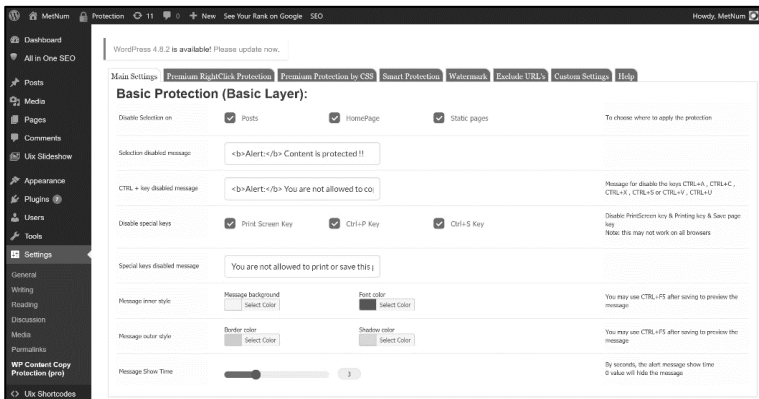 MetNum Protection 11 0 New See Your Rank on Google SEO Howdy, MetNum
Dashboard
All in One SEO
Posts
Media
Pages
Comments
Uix Slideshow
Appearance
Plugins 7
Users
Tools
Settings
General
Writing
Reading
Discussion
Media
Permalinks
WP Content Copy
Protection (pro)
Uix Shortcodes
WordPress 4.8.2 is available! Please update now.
Main Settings Premium RightClick Protection Premium Protection by CSS Smart Protection Watermark Exclude URL's Custom Settings Help
Basic Protection (Basic Layer):
Disable Selection on Posts HomePage Static pages To choose where to apply the protection
Selection disabled message <b>Alert:</b> Content is protected !!
CTRL + key disabled message <b>Alert:</b> You are not allowed to co Message for disable the keys CTRL+A , CTRL+C ,
CTRL+X , CTRL+S or CTRL+V , CTRL+U
Disable special keys Print Screen Key Ctrl+P Key Ctrl+S Key Disable PrintScreen key & Printing key & Save page
key
Note: this may not work on all browsers
Special keys disabled message You are not allowed to print or save this
Message inner style Message background Select Color Font color Select Color You may use CTRL+F5 after saving to preview the
message
Message outer style Border color Select Color Shadow color Select Color You may use CTRL+F5 after saving to preview the
message
Message Show Time 3 By seconds, the alert message show time
0 value will hide the message